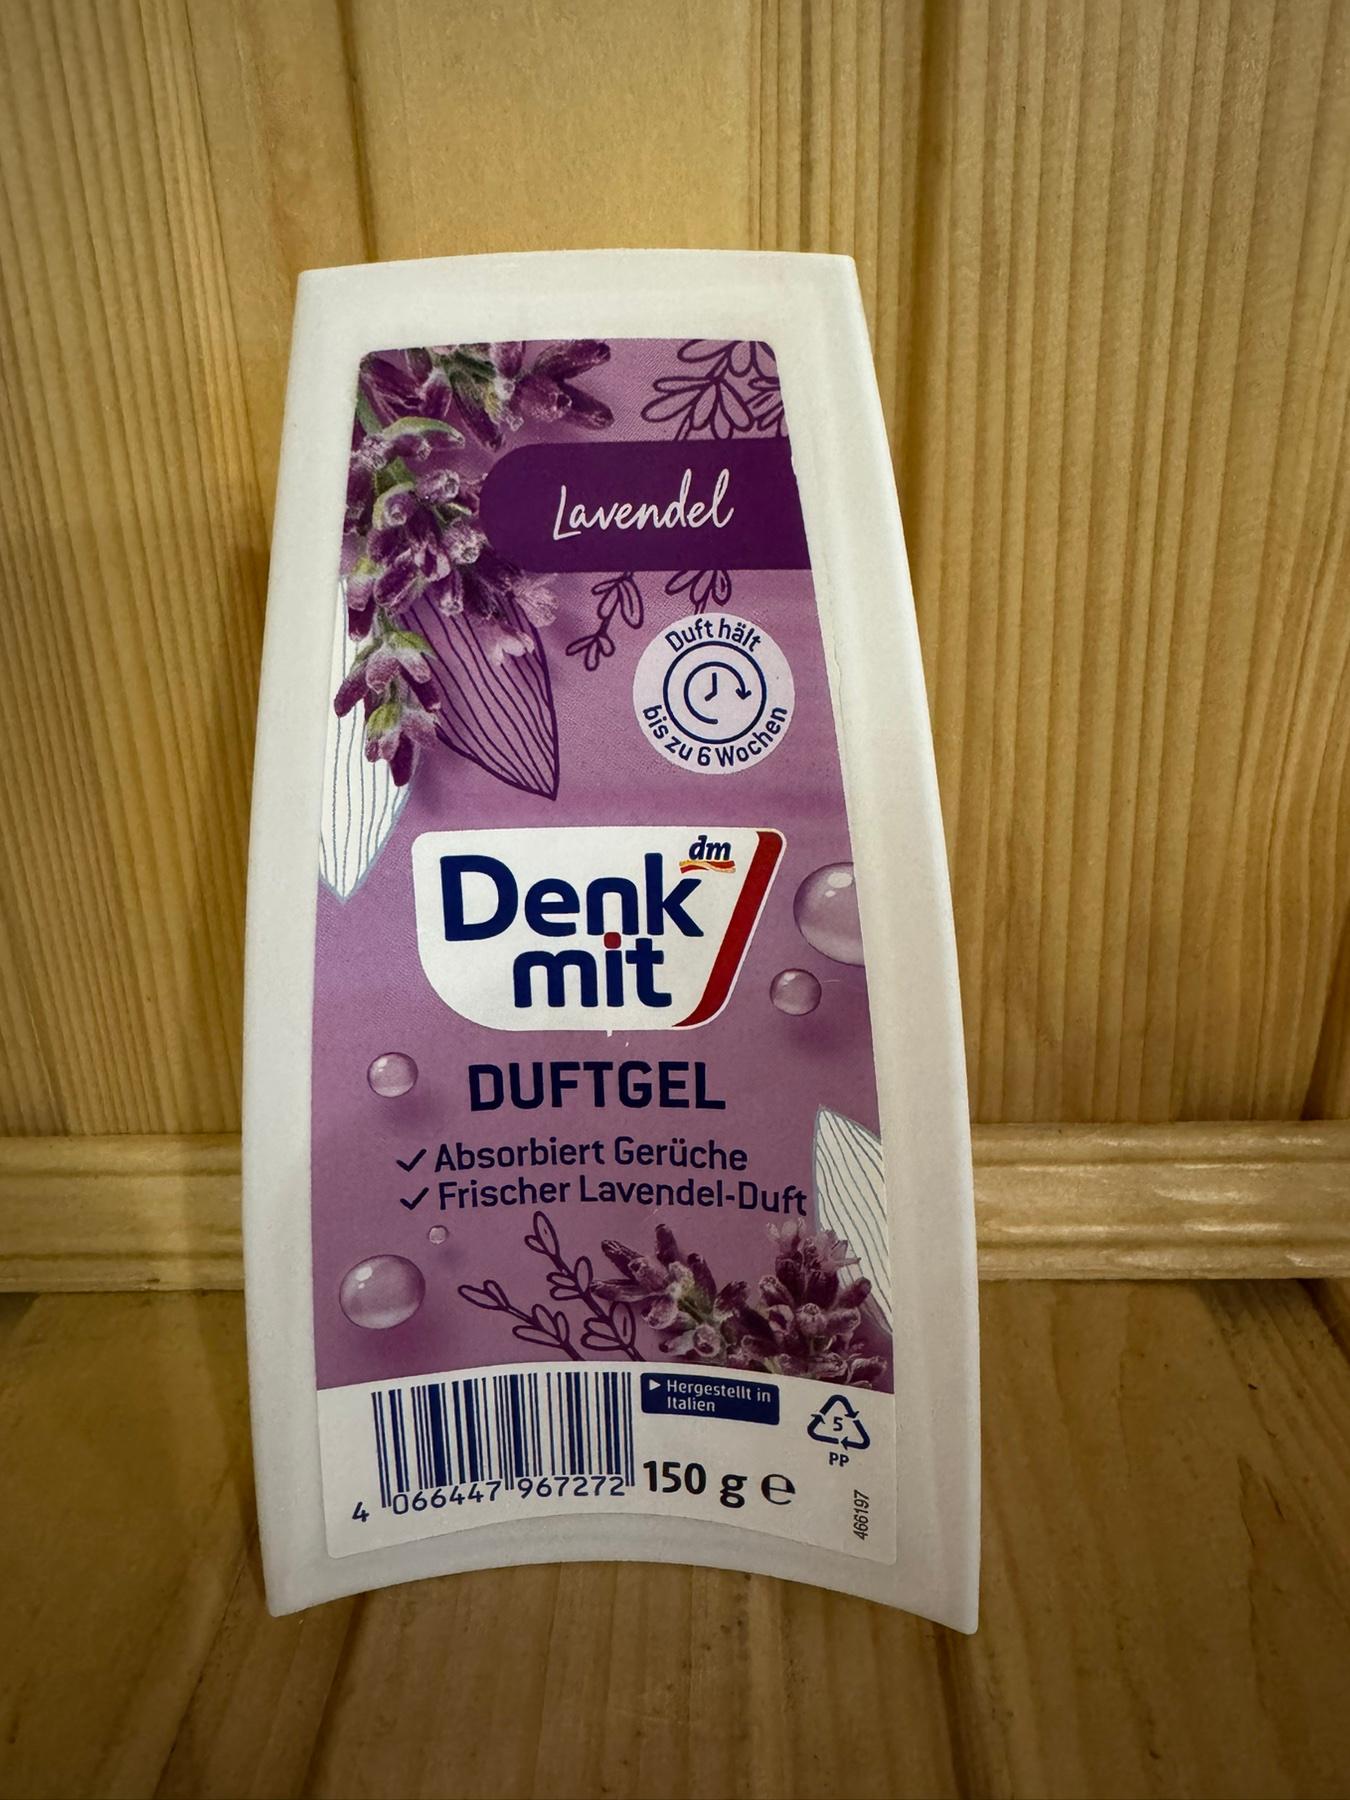 Lavendel
Duft hält
bis zu 6 Wochen
dm
Denk
mit
DUFTGEL
✓ Absorbiert Gerüche
✓ Frischer Lavendel-Duft
▶ Hergestellt in
Italien
5
PP
4 066447 967272
150 g ℮
466197